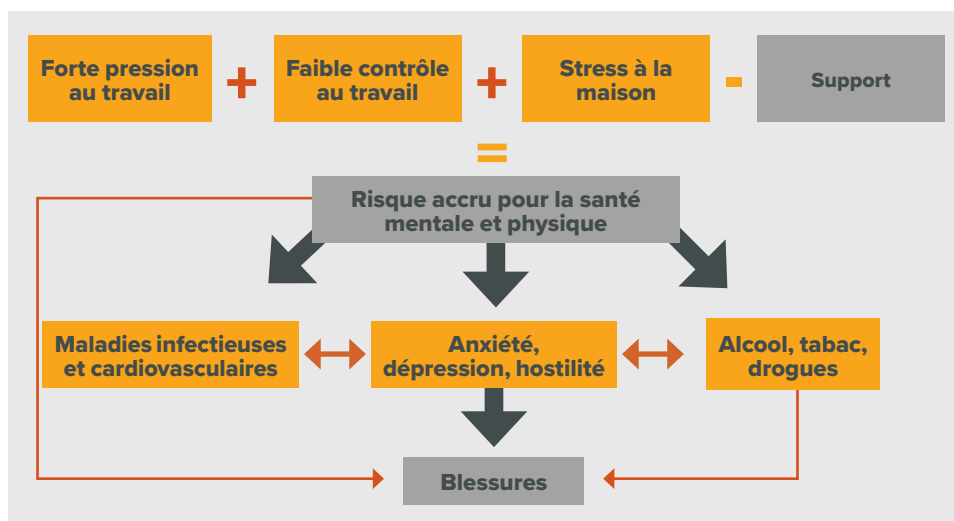 Forte pression
au travail
+
Faible contrôle
au travail
+
Stress à la
maison
-
Support
=
Risque accru pour la santé
mentale et physique
Maladies infectieuses
et cardiovasculaires
Anxiété,
dépression, hostilité
Alcool, tabac,
drogues
Blessures